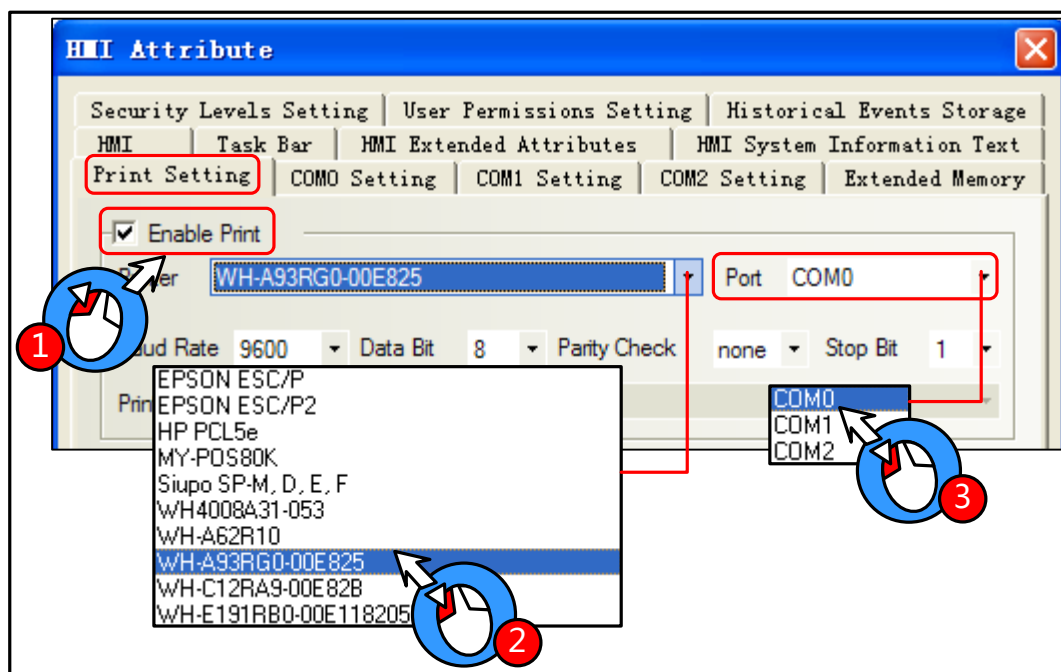 HMI Attribute
Security Levels Setting User Permissions Setting Historical Events Storage
HMI Task Bar HMI Extended Attributes HMI System Information Text
Print Setting COM0 Setting COM1 Setting COM2 Setting Extended Memory
Enable Print
WH-A93RG0-00E825 Port COM0
1
Rate 9600 Data Bit 8 Parity Check none Stop Bit 1
EPSON ESC/P
EPSON ESC/P2
HP PCL5e
MY-POS80K
Siupo SP-M, D, E, F
WH4008A31-053
WH-A62R10
WH-A93RG0-00E825
WH-C12RA9-00E82B
WH-E191RB0-00E118205
2
COM0
COM1
COM2
3